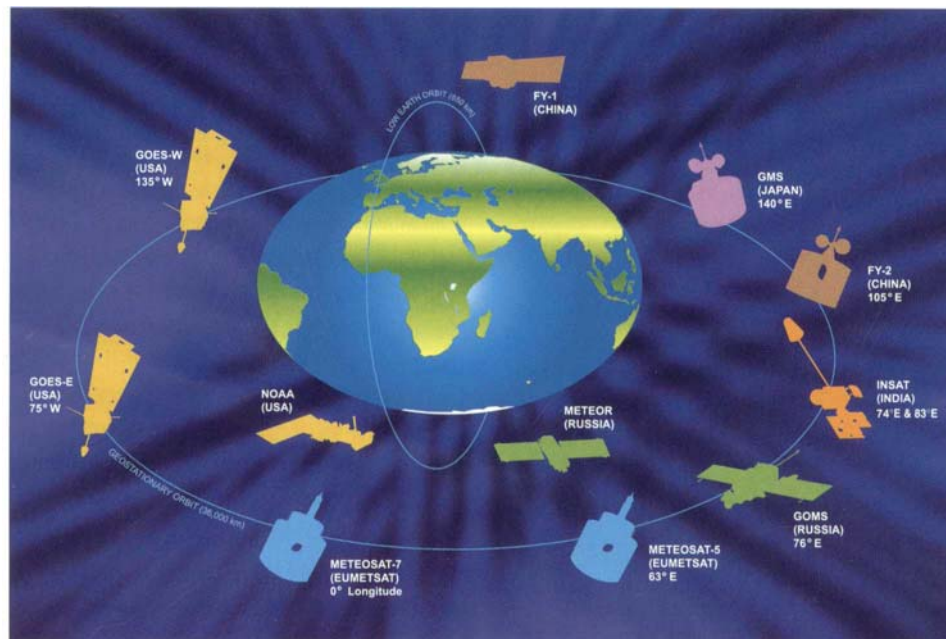 LOW EARTH ORBIT (850 km)
FY-1
(CHINA)
GOES-W
(USA)
135° W
GMS
(JAPAN)
140° E
FY-2
(CHINA)
105° E
GOES-E
(USA)
75° W
NOAA
(USA)
METEOR
(RUSSIA)
INSAT
(INDIA)
74°E & 83°E
GEOSTATIONARY ORBIT (36,000 km)
GOMS
(RUSSIA)
76° E
METEOSAT-7
(EUMETSAT)
0° Longitude
METEOSAT-5
(EUMETSAT)
63° E